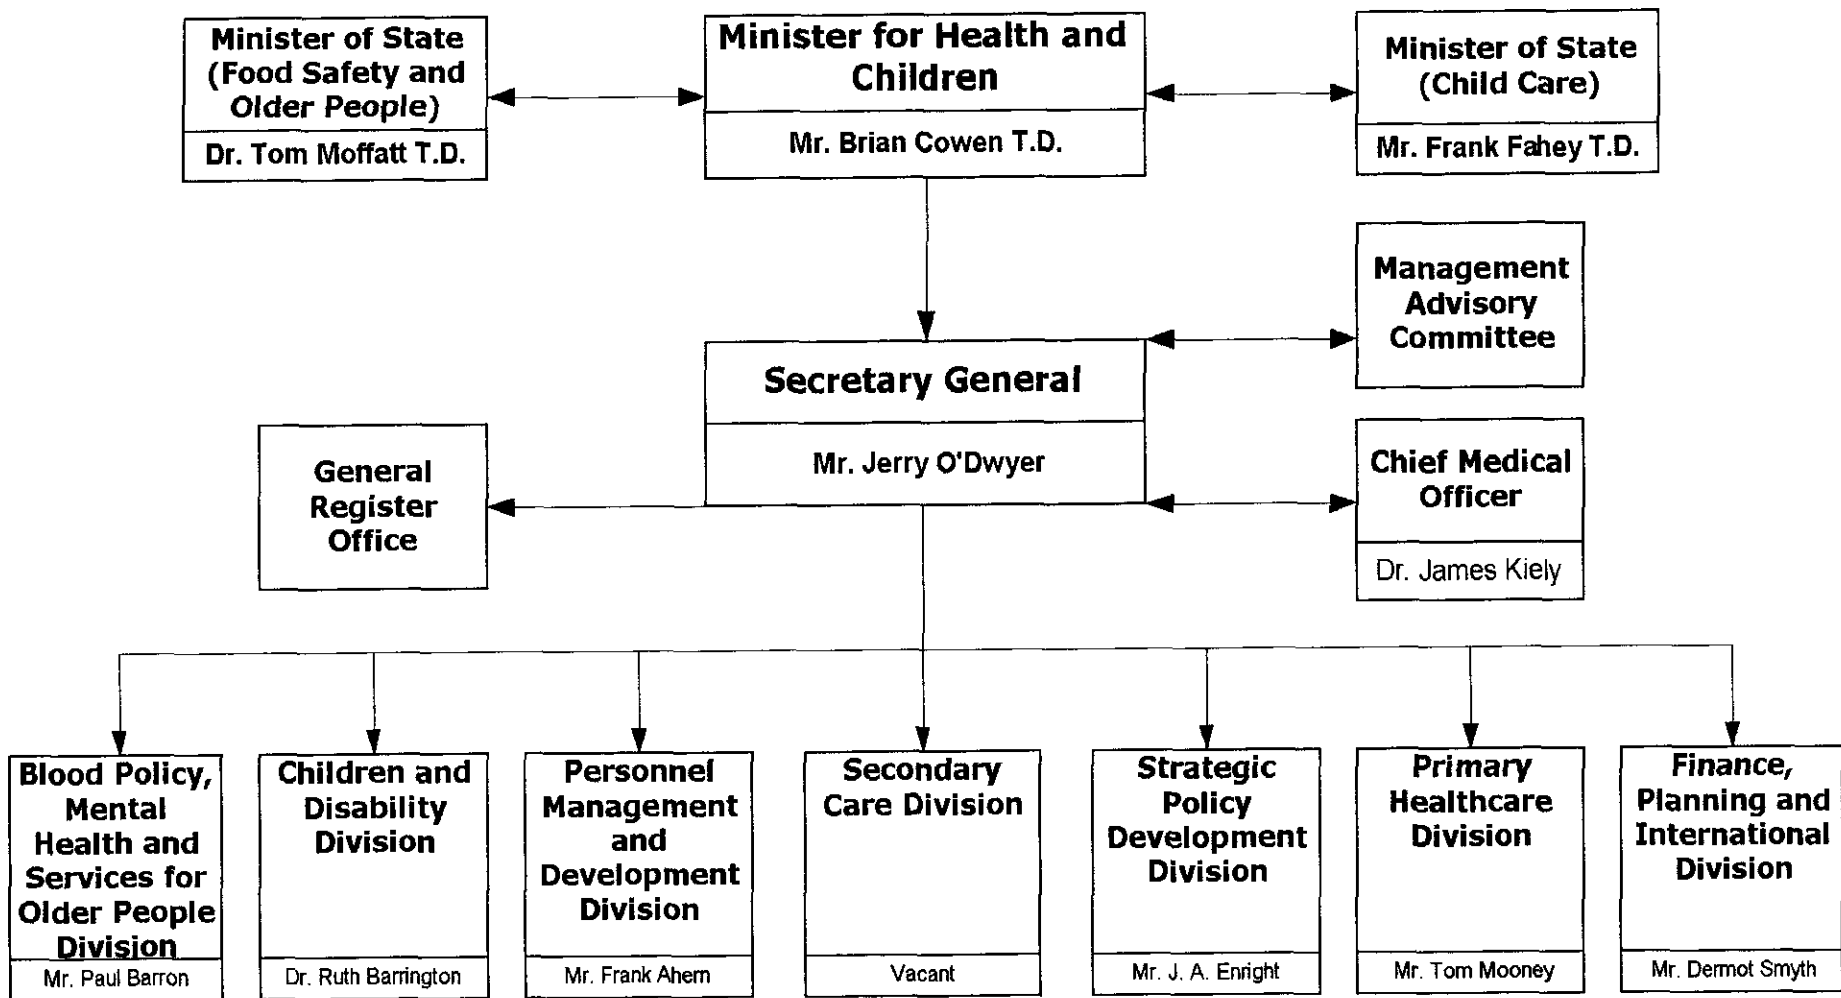 Minister of State
(Food Safety and
Older People)
Dr. Tom Moffatt T.D.
Minister for Health and
Children
Mr. Brian Cowen T.D.
Minister of State
(Child Care)
Mr. Frank Fahey T.D.
Management
Advisory
Committee
Secretary General
Mr. Jerry O'Dwyer
General
Register
Office
Chief Medical
Officer
Dr. James Kiely
Blood Policy,
Mental
Health and
Services for
Older People
Division
Mr. Paul Barron
Children and
Disability
Division
Dr. Ruth Barrington
Personnel
Management
and
Development
Division
Mr. Frank Ahern
Secondary
Care Division
Vacant
Strategic
Policy
Development
Division
Mr. J. A. Enright
Primary
Healthcare
Division
Mr. Tom Mooney
Finance,
Planning and
International
Division
Mr. Dermot Smyth